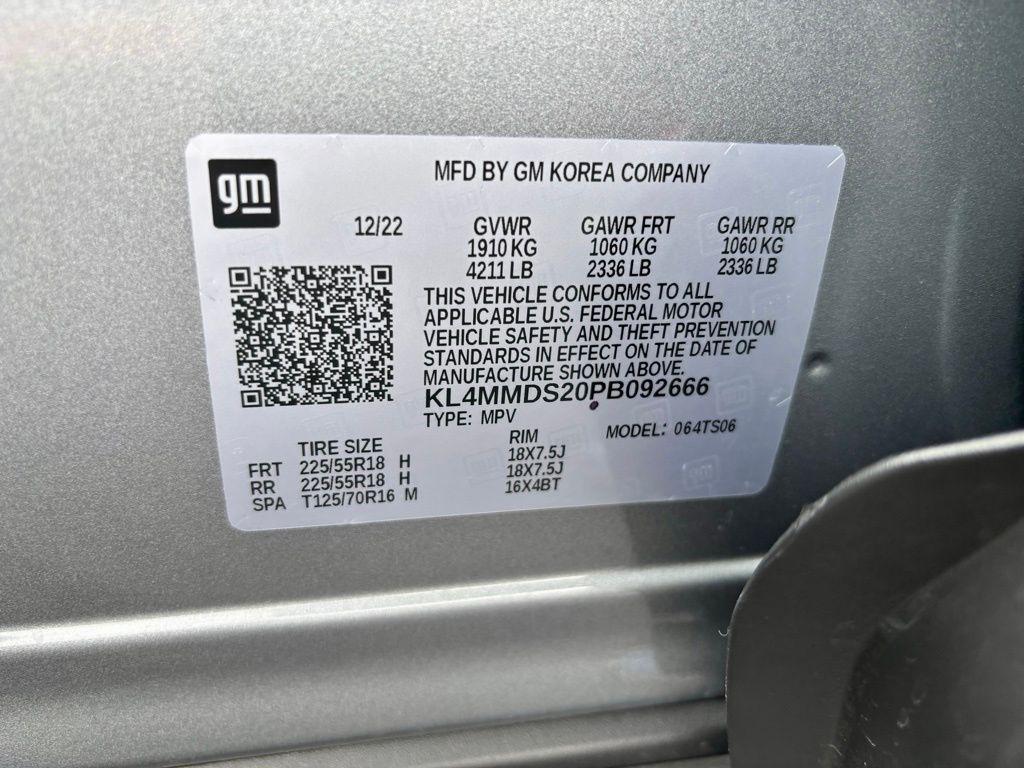 gm
MFD BY GM KOREA COMPANY
12/22 GVWR GAWR FRT GAWR RR
1910 KG 1060 KG 1060 KG
4211 LB 2336 LB 2336 LB
THIS VEHICLE CONFORMS TO ALL
APPLICABLE U.S. FEDERAL MOTOR
VEHICLE SAFETY AND THEFT PREVENTION
STANDARDS IN EFFECT ON THE DATE OF
MANUFACTURE SHOWN ABOVE.
KL4MMDS20PB092666
TYPE: MPV
MODEL: 064TS06
TIRE SIZE RIM
FRT 225/55R18 H 18X7.5J
RR 225/55R18 H 18X7.5J
SPA T125/70R16 M 16X4BT